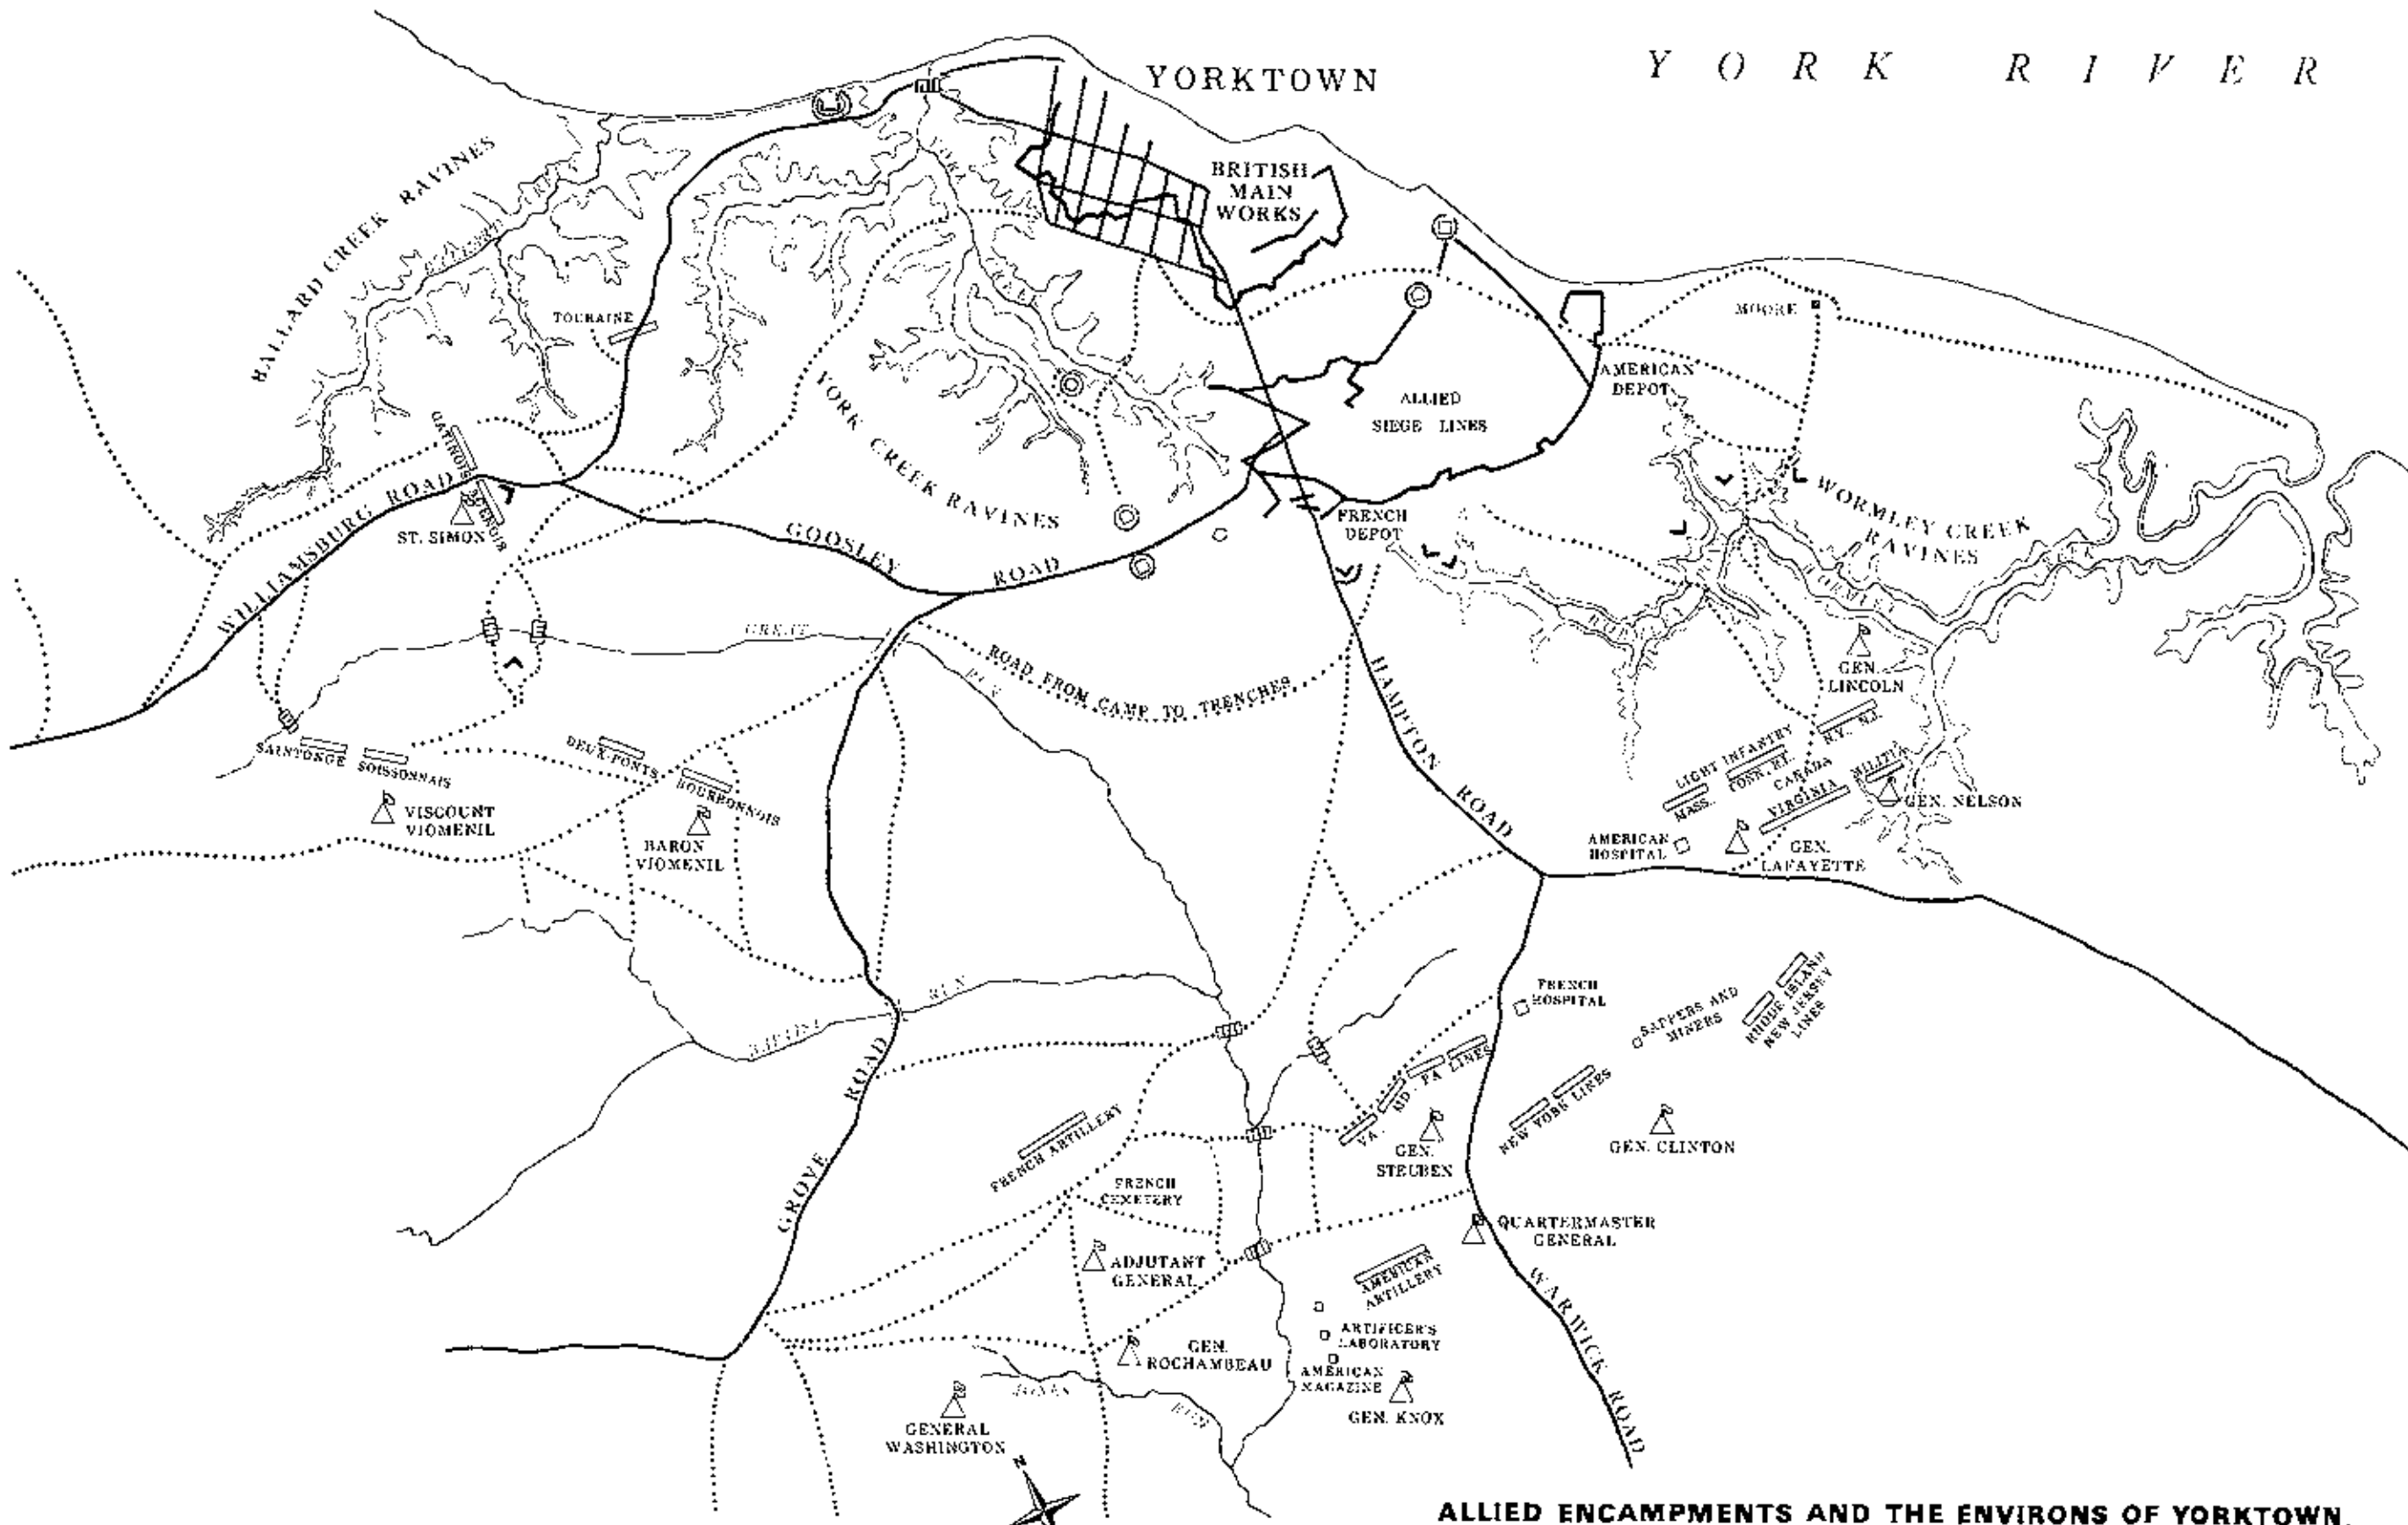 YORK RIVER
YORKTOWN
BRITISH
MAIN
WORKS
BALLARD CREEK RAVINES
TOURAINE
MOORE
AMERICAN
DEPOT
ALLIED
SIEGE LINES
YORK CREEK RAVINES
GATINOIS
ST. SIMON
WILLIAMSBURG ROAD
GOOSLEY ROAD
FRENCH
DEPOT
WORMLEY CREEK
RAVINES
WORMLEY
GREAT
RUN
ROAD FROM CAMP TO TRENCHES
HAMPTON ROAD
GEN.
LINCOLN
SAINTONGE
SOISSONNAIS
DEUX-PONTS
BOURBONNOIS
VISCOUNT
VIOMENIL
BARON
VIOMENIL
LIGHT INFANTRY
N.Y. N.J.
MASS. CONN. R.I.
CANADA
VIRGINIA MILITIA
GEN. NELSON
AMERICAN
HOSPITAL
GEN.
LAFAYETTE
FRENCH
HOSPITAL
SAPPERS AND
MINERS
RHODE ISLAND
NEW JERSEY
LINES
BAPTIST RUN
GROVE ROAD
VA. MD. PA LINES
NEW YORK LINES
GEN.
STEUBEN
GEN. CLINTON
FRENCH ARTILLERY
FRENCH
CEMETERY
QUARTERMASTER
GENERAL
ADJUTANT
GENERAL
AMERICAN
ARTILLERY
WARWICK ROAD
ARTIFICER'S
LABORATORY
GEN.
ROCHAMBEAU
AMERICAN
MAGAZINE
GEN. KNOX
JONES
RUN
GENERAL
WASHINGTON
N
ALLIED ENCAMPMENTS AND THE ENVIRONS OF YORKTOWN.